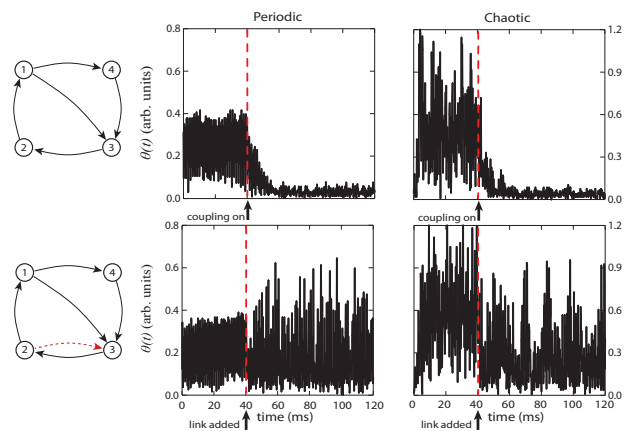 Periodic
Chaotic
1
4
2
3
θ(t) (arb. units)
0.8
0.6
0.4
0.2
0.0
1.2
0.9
0.6
0.3
0.0
coupling on
coupling on
1
4
2
3
θ(t) (arb. units)
0.8
0.6
0.4
0.2
0.0
1.2
0.9
0.6
0.3
0.0
0 20 40 60 80 100 120
0 20 40 60 80 100 120
time (ms)
time (ms)
link added
link added